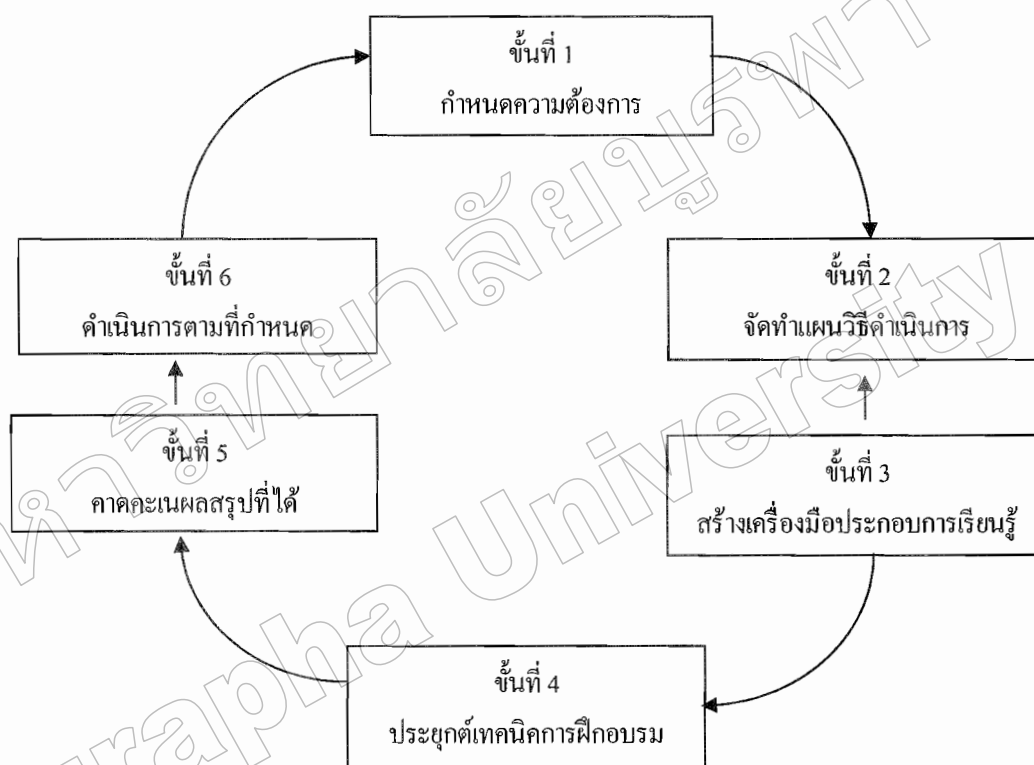 ขั้นที่ 1
กำหนดความต้องการ
ขั้นที่ 2
จัดทำแผนวิธีดำเนินการ
ขั้นที่ 3
สร้างเครื่องมือประกอบการเรียนรู้
ขั้นที่ 4
ประยุกต์เทคนิคการฝึกอบรม
ขั้นที่ 5
คาดคะเนผลสรุปที่ได้
ขั้นที่ 6
ดำเนินการตามที่กำหนด
University